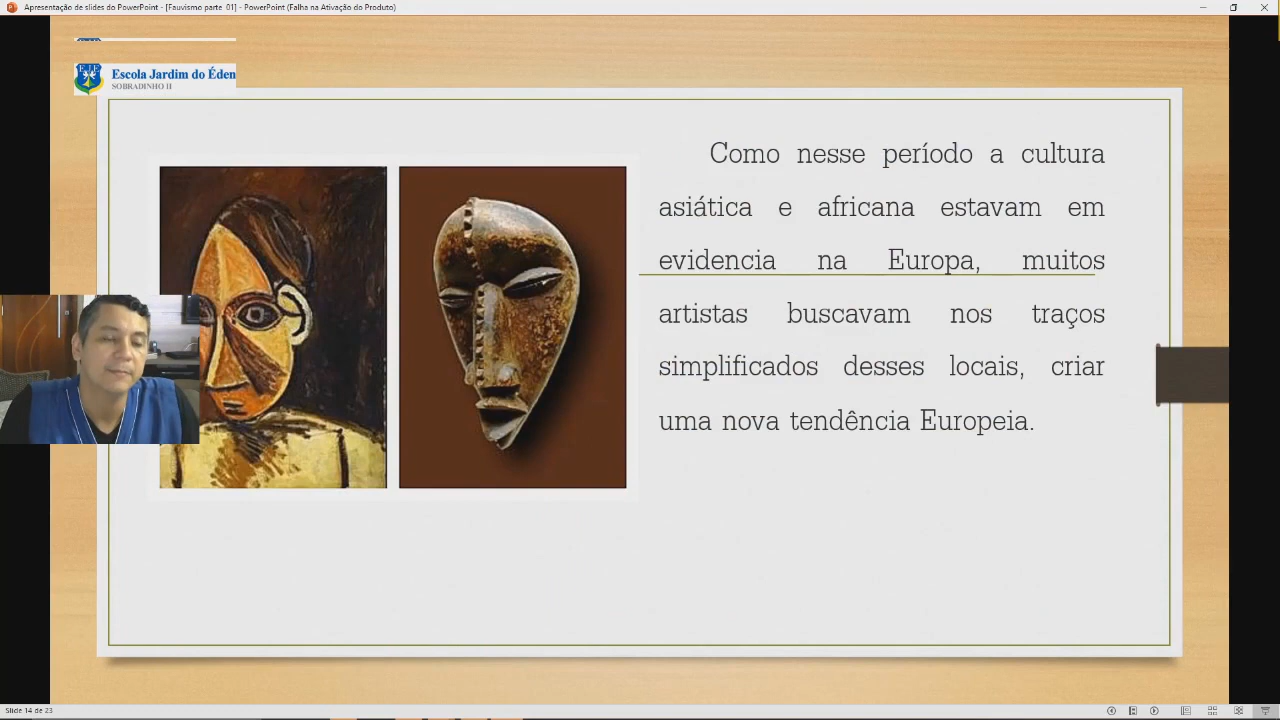 Apresentação de slides do PowerPoint - [Fauvismo parte 01] - PowerPoint (Falha na Ativação do Produto)
E J E
Escola Jardim do Éden
SOBRADINHO II
Como nesse período a cultura
asiática e africana estavam em
evidencia na Europa, muitos
artistas buscavam nos traços
simplificados desses locais, criar
uma nova tendência Europeia.
Slide 14 de 23